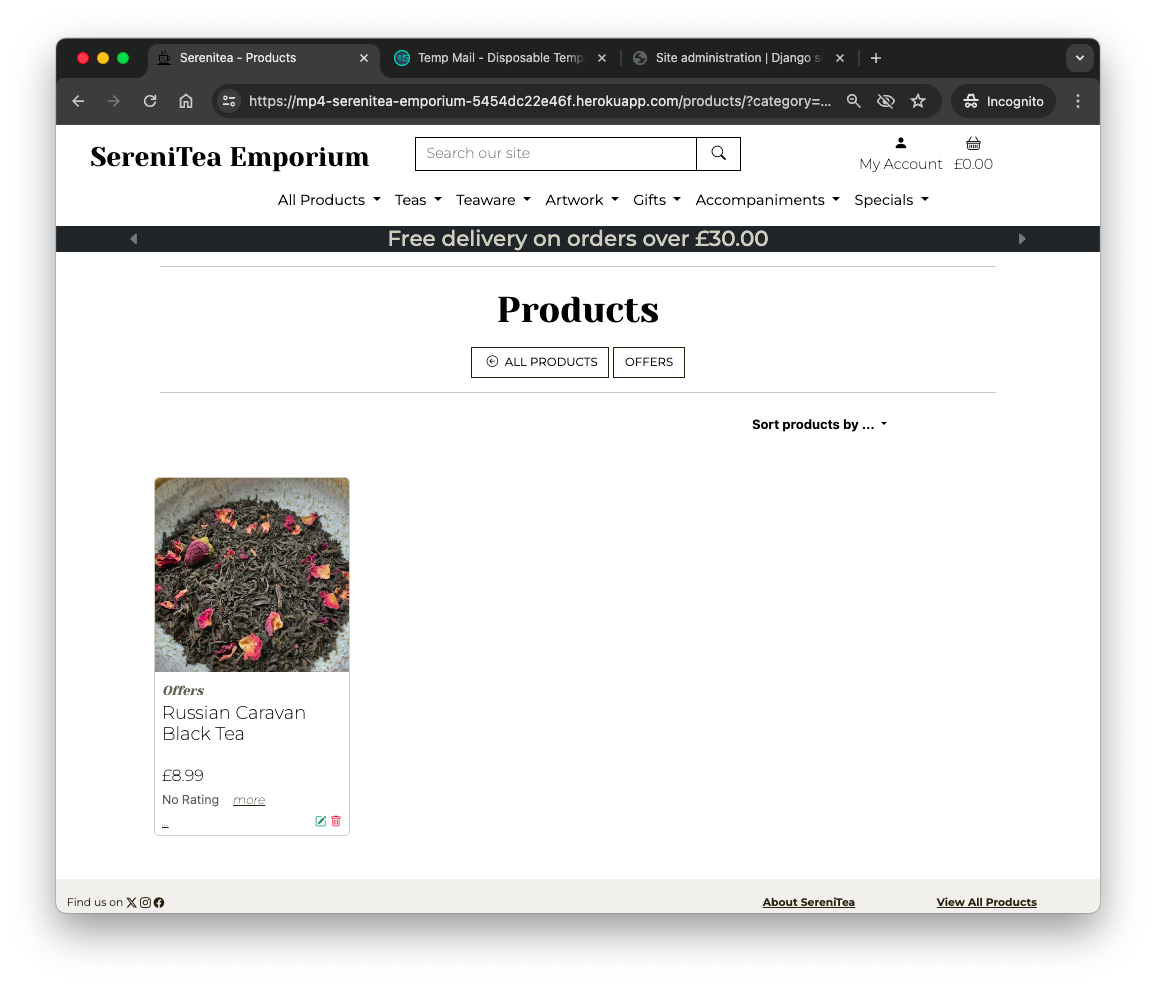 Serenitea - Products
Temp Mail - Disposable Temp
Site administration | Django si
https://mp4-serenitea-emporium-5454dc22e46f.herokuapp.com/products/?category=...
Incognito
SereniTea Emporium
Search our site
My Account
£0.00
All Products
Teas
Teaware
Artwork
Gifts
Accompaniments
Specials
Free delivery on orders over £30.00
Products
ALL PRODUCTS
OFFERS
Sort products by ...
Offers
Russian Caravan
Black Tea
£8.99
No Rating
more
...
Find us on
About SereniTea
View All Products